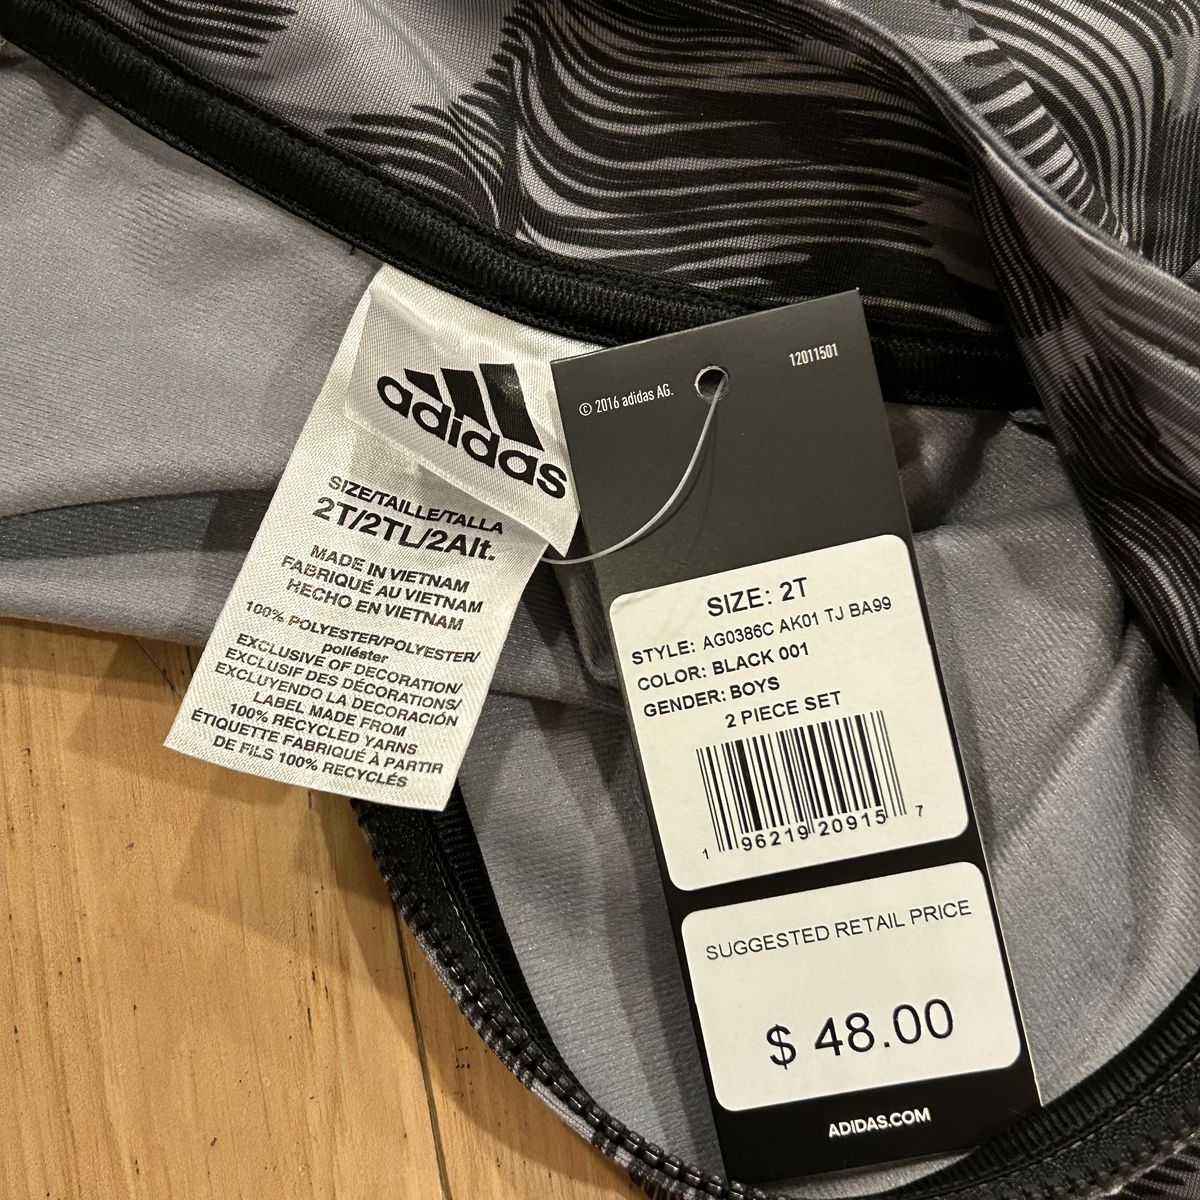 adidas
SIZE/TAILLE/TALLA
2T/2TL/2Alt.
MADE IN VIETNAM
FABRIQUÉ AU VIETNAM
HECHO EN VIETNAM
100% POLYESTER/POLYESTER/
poliéster
EXCLUSIVE OF DECORATION/
EXCLUSIF DES DÉCORATIONS/
EXCLUYENDO LA DECORACIÓN
LABEL MADE FROM
100% RECYCLED YARNS
ÉTIQUETTE FABRIQUÉ À PARTIR
DE FILS 100% RECYCLÉS
© 2016 adidas AG.
12011501
SIZE: 2T
STYLE: AG0386C AK01 TJ BA99
COLOR: BLACK 001
GENDER: BOYS
2 PIECE SET
1 96219 20915 7
SUGGESTED RETAIL PRICE
$ 48.00
ADIDAS.COM